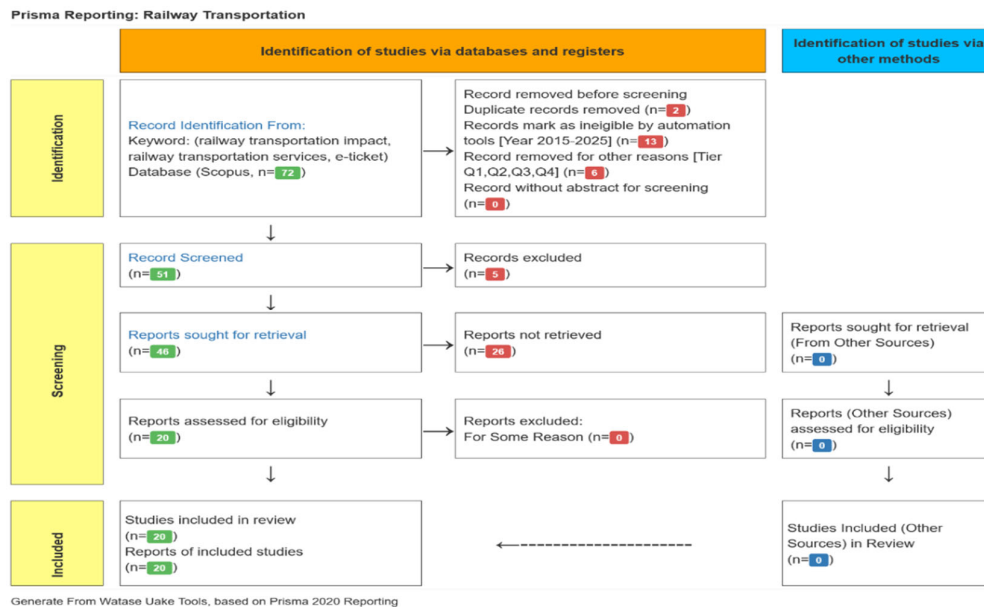 Prisma Reporting: Railway Transportation
Identification of studies via databases and registers
Identification of studies via
other methods
Identification
Record Identification From:
Keyword: (railway transportation impact,
railway transportation services, e-ticket)
Database (Scopus, n= 72 )
Record removed before screening
Duplicate records removed (n= 2 )
Records mark as ineigible by automation
tools [Year 2015-2025] (n= 13 )
Record removed for other reasons [Tier
Q1,Q2,Q3,Q4] (n= 6 )
Record without abstract for screening
(n= 0 )
Screening
Record Screened
(n= 51 )
Records excluded
(n= 5 )
Reports sought for retrieval
(n= 46 )
Reports not retrieved
(n= 26 )
Reports sought for retrieval
(From Other Sources)
(n= 0 )
Reports assessed for eligibility
(n= 20 )
Reports excluded:
For Some Reason (n= 0 )
Reports (Other Sources)
assessed for eligibility
(n= 0 )
Included
Studies included in review
(n= 20 )
Reports of included studies
(n= 20 )
Studies Included (Other
Sources) in Review
(n= 0 )
Generate From Watase Uake Tools, based on Prisma 2020 Reporting